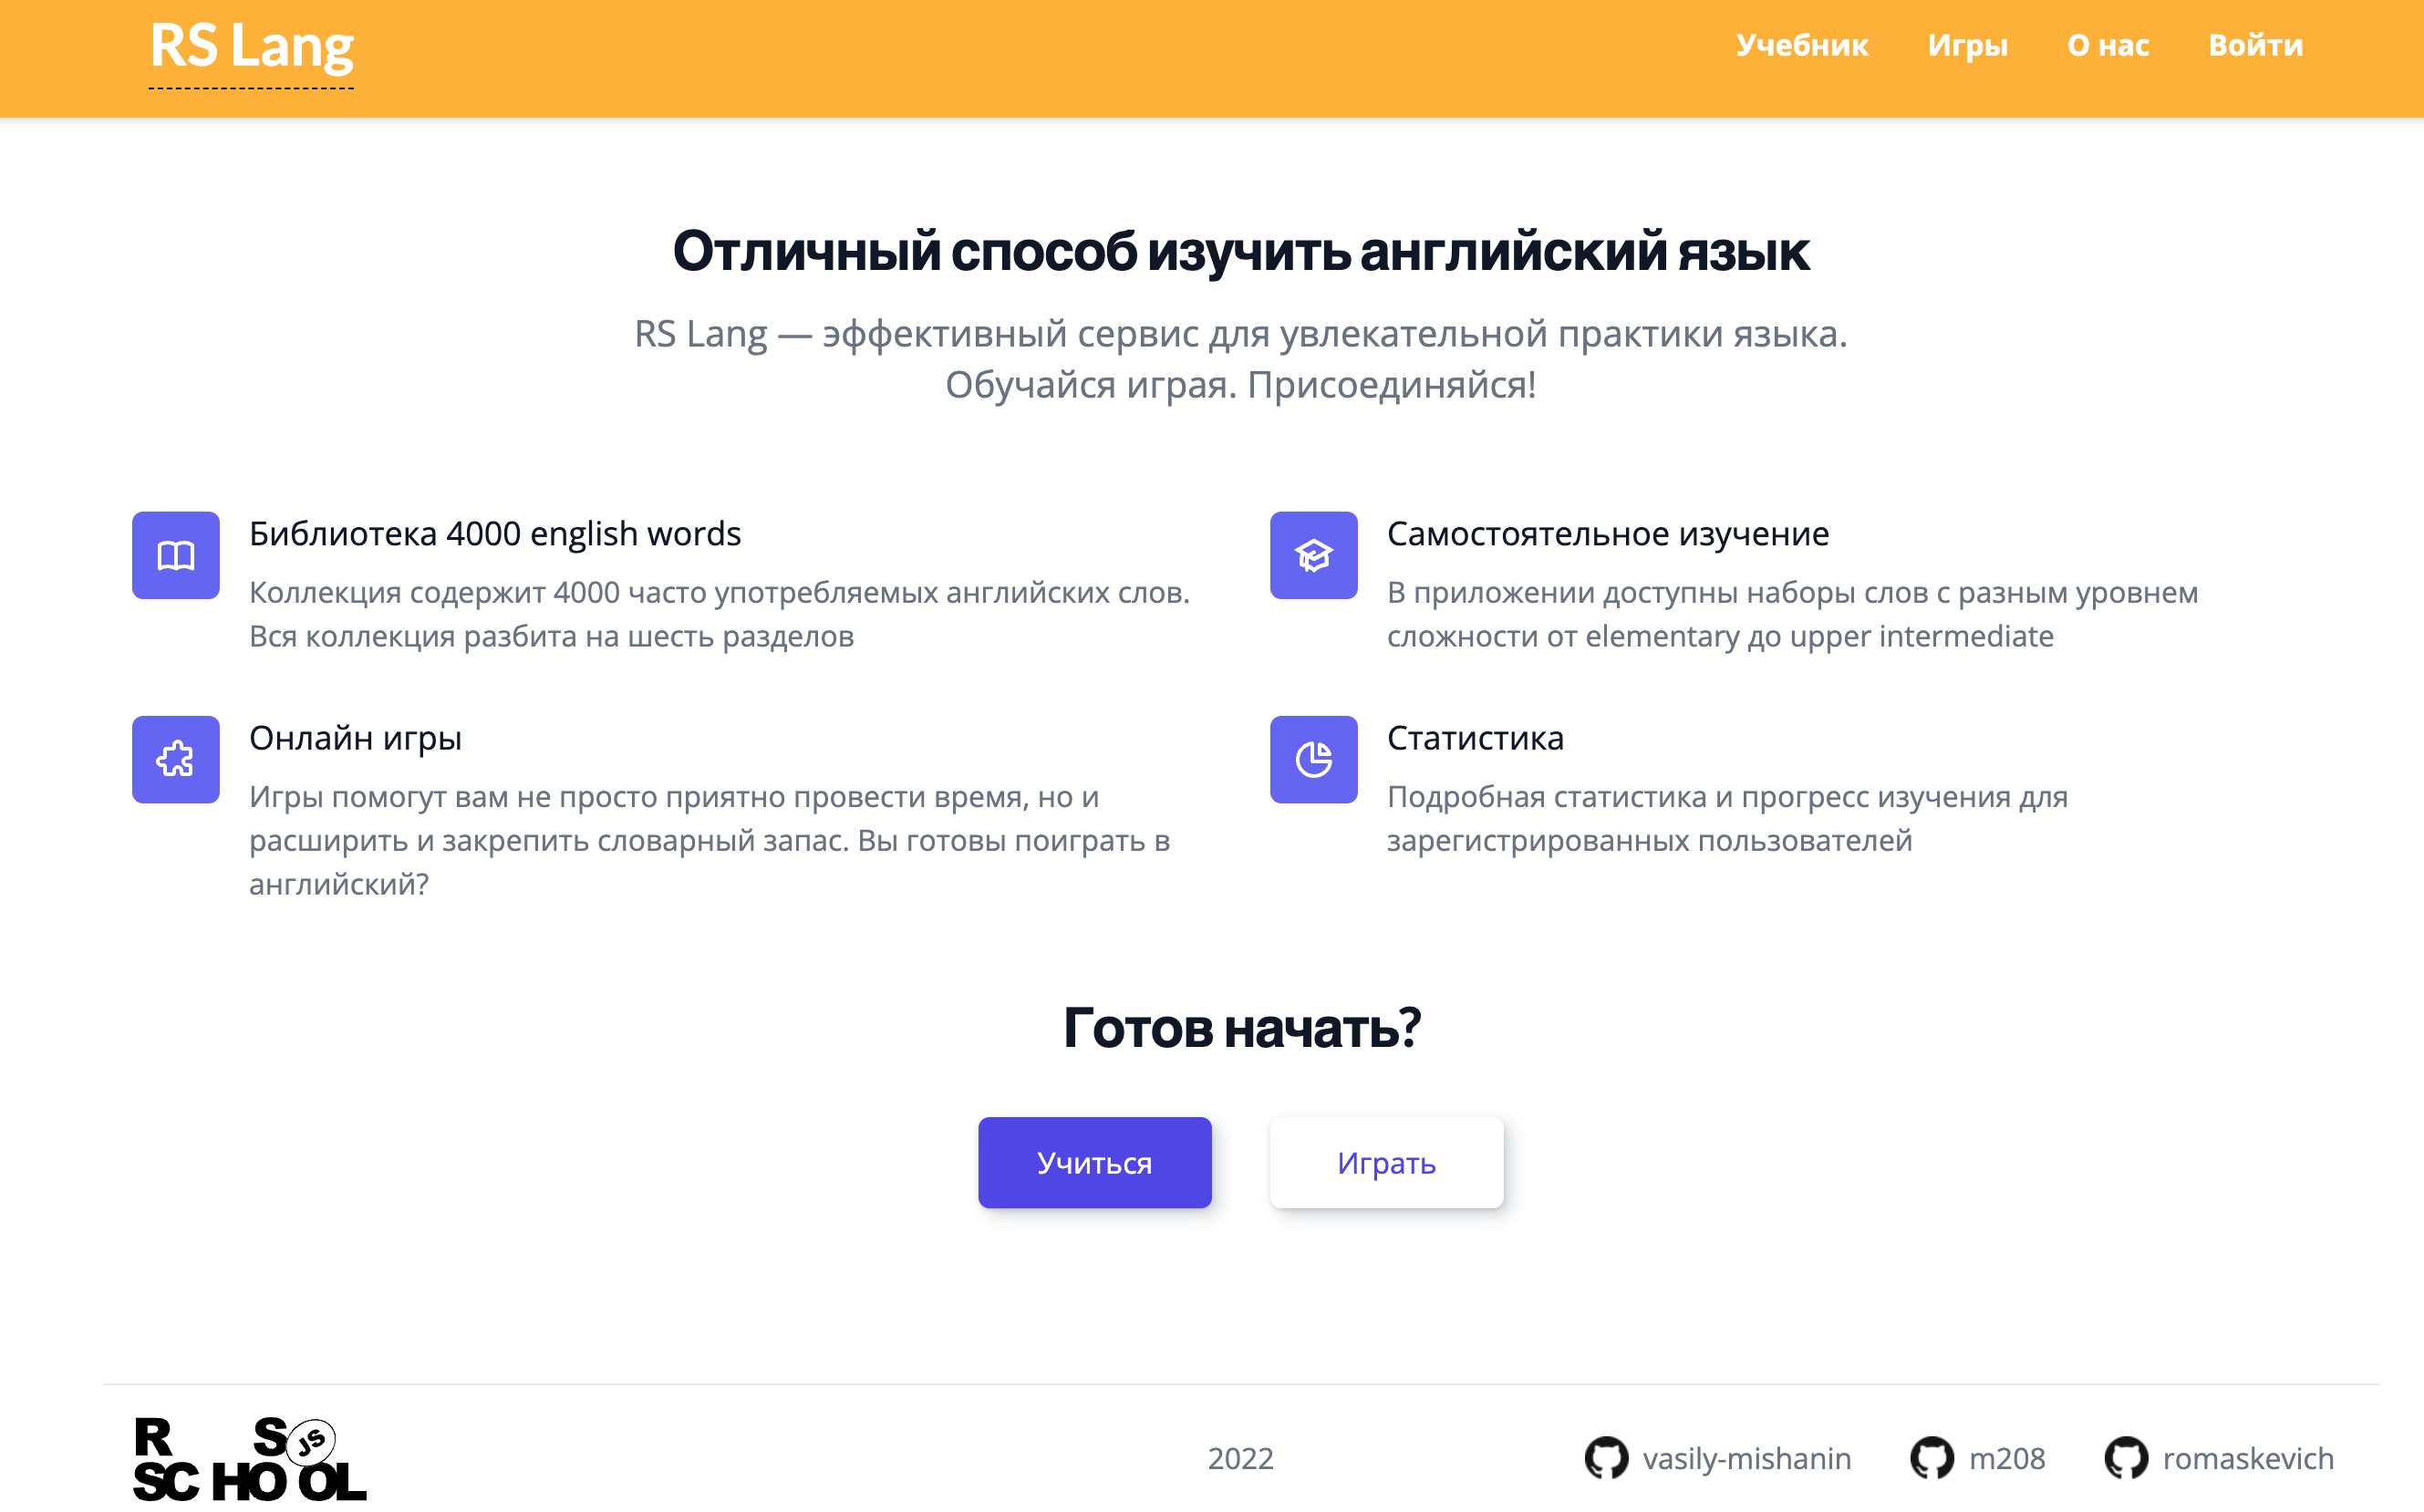 RS Lang
Учебник
Игры
О нас
Войти
Отличный способ изучить английский язык
RS Lang — эффективный сервис для увлекательной практики языка.
Обучайся играя. Присоединяйся!
Библиотека 4000 english words
Коллекция содержит 4000 часто употребляемых английских слов.
Вся коллекция разбита на шесть разделов
Самостоятельное изучение
В приложении доступны наборы слов с разным уровнем
сложности от elementary до upper intermediate
Онлайн игры
Игры помогут вам не просто приятно провести время, но и
расширить и закрепить словарный запас. Вы готовы поиграть в
английский?
Статистика
Подробная статистика и прогресс изучения для
зарегистрированных пользователей
Готов начать?
Учиться
Играть
R S JS
SCHOOL
2022
vasily-mishanin
m208
romaskevich